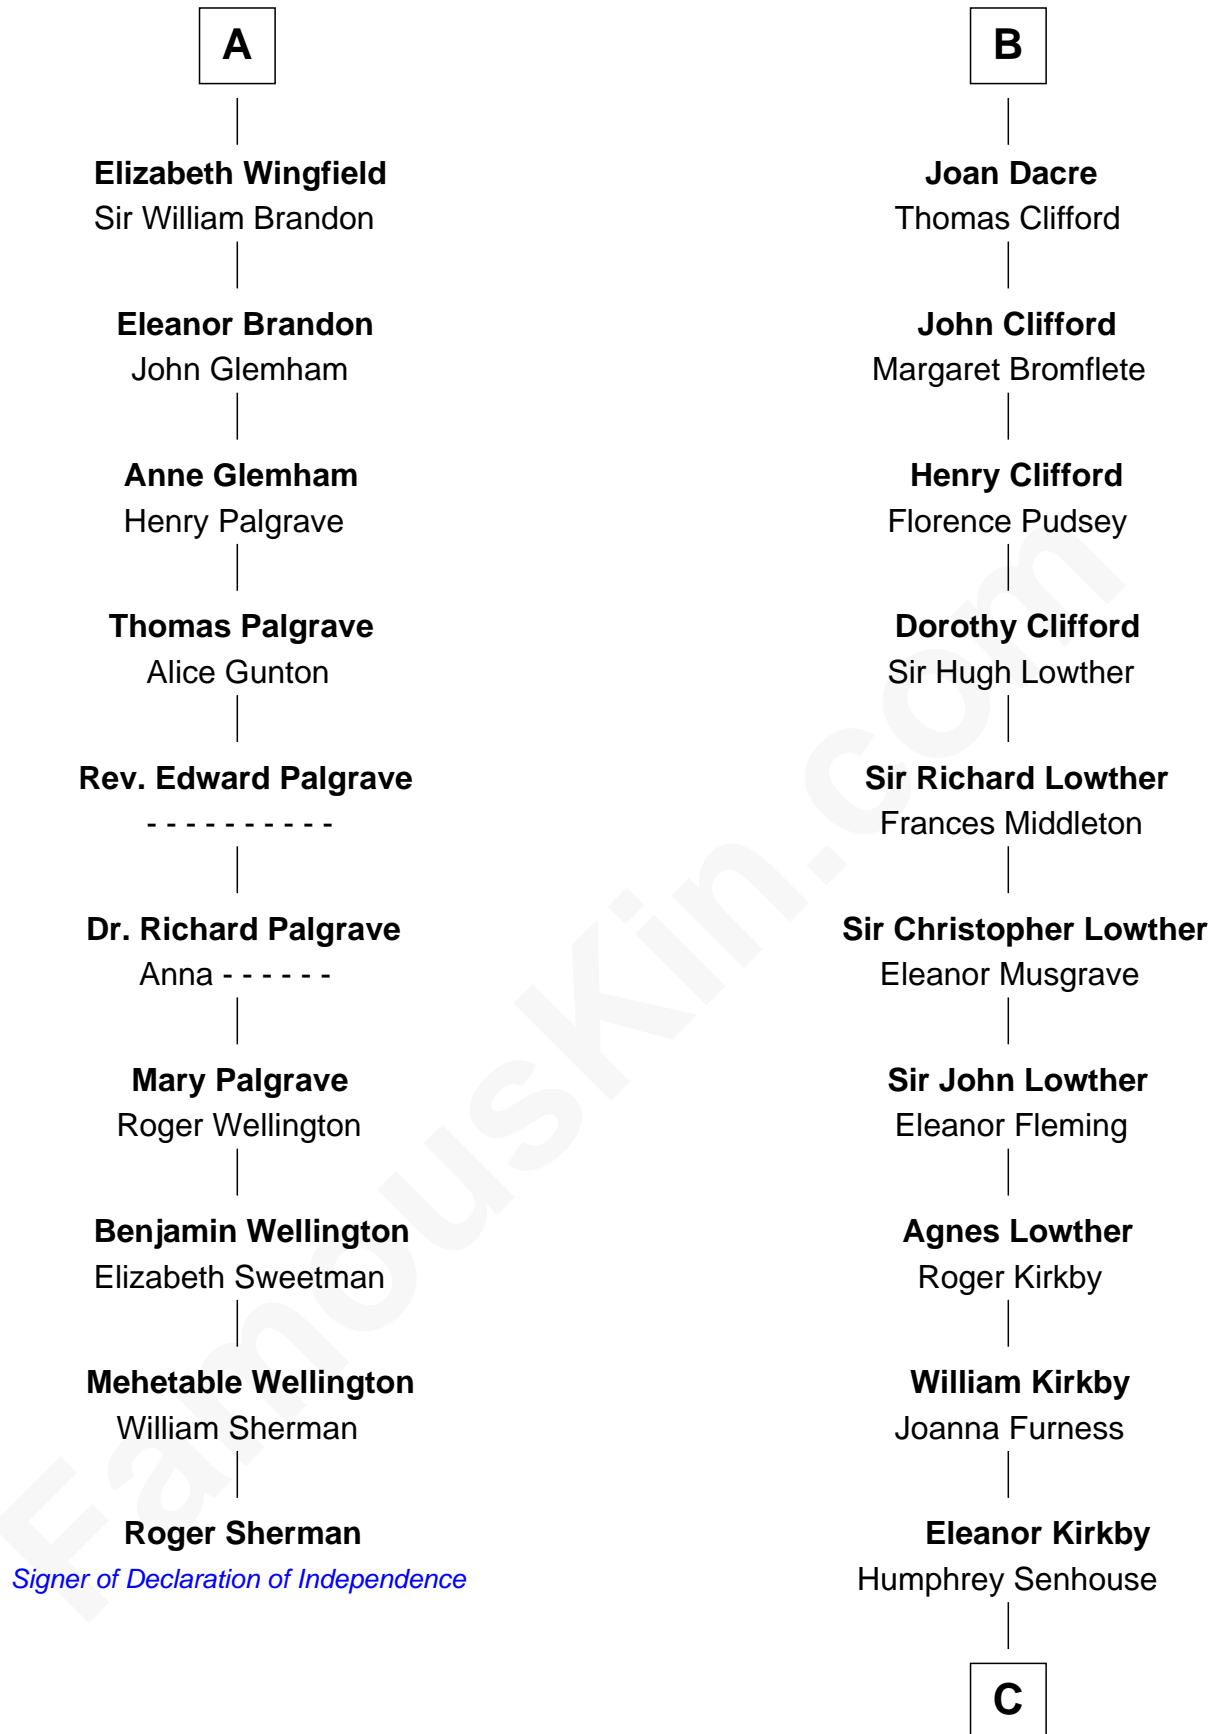 A
Elizabeth Wingfield
Sir William Brandon
Eleanor Brandon
John Glemham
Anne Glemham
Henry Palgrave
Thomas Palgrave
Alice Gunton
Rev. Edward Palgrave
- - - - - - - - - -
Dr. Richard Palgrave
Anna - - - - - -
Mary Palgrave
Roger Wellington
Benjamin Wellington
Elizabeth Sweetman
Mehetable Wellington
William Sherman
Roger Sherman
Signer of Declaration of Independence
B
Joan Dacre
Thomas Clifford
John Clifford
Margaret Bromflete
Henry Clifford
Florence Pudsey
Dorothy Clifford
Sir Hugh Lowther
Sir Richard Lowther
Frances Middleton
Sir Christopher Lowther
Eleanor Musgrave
Sir John Lowther
Eleanor Fleming
Agnes Lowther
Roger Kirkby
William Kirkby
Joanna Furness
Eleanor Kirkby
Humphrey Senhouse
C
FamousKin.com